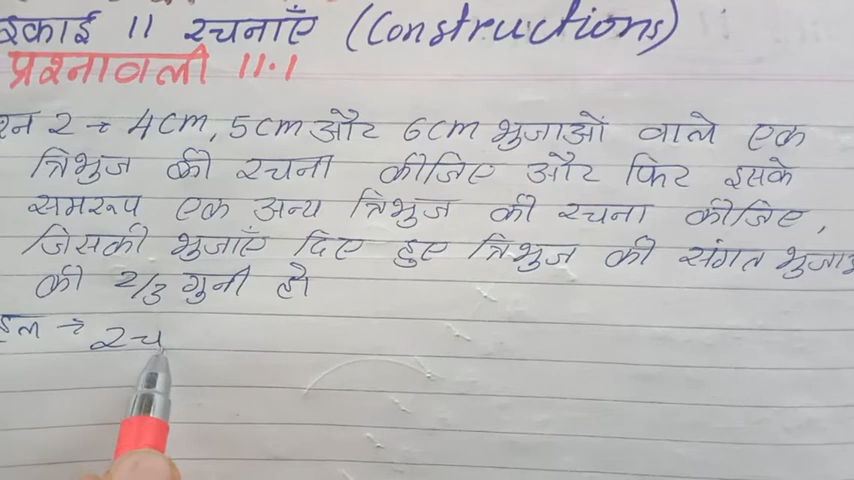 इकाई 11 रचनाएँ (Constructions)
प्रश्नावली 11.1
श्न 2 → 4cm, 5cm और 6cm भुजाओं वाले एक
त्रिभुज की रचना कीजिए और फिर इसके
समरूप एक अन्य त्रिभुज की रचना कीजिए,
जिसकी भुजाएँ दिए हुए त्रिभुज की संगत भुजाओ
की 2/3 गुनी हो
हल → रच